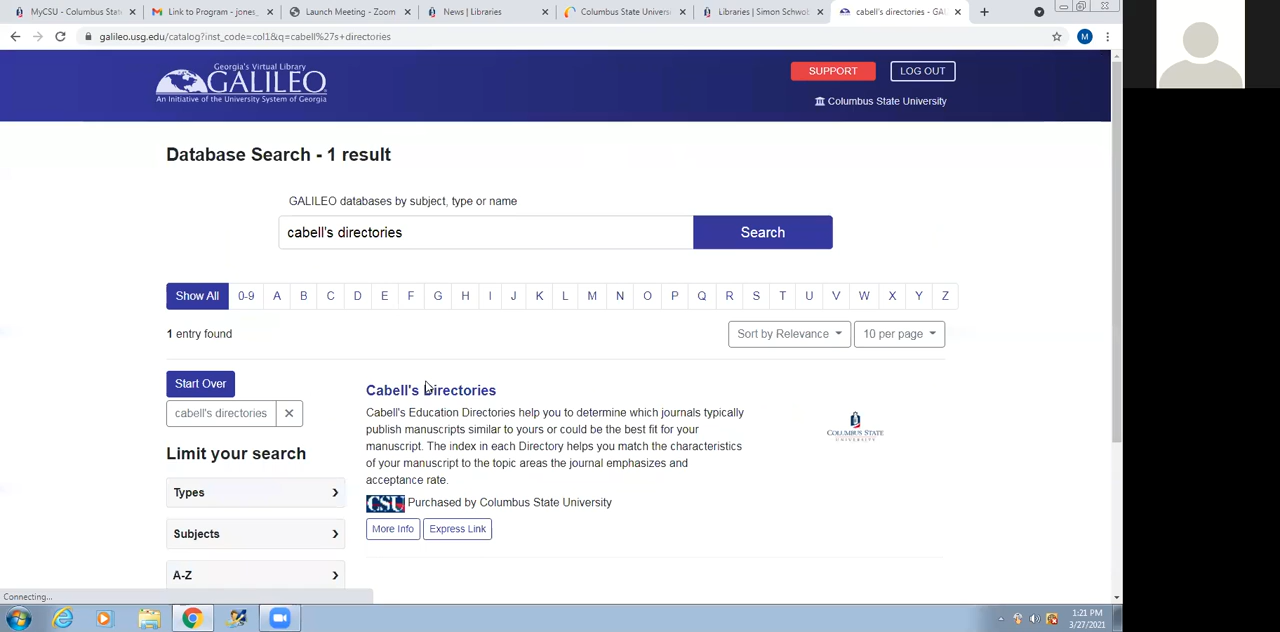 MyCSU - Columbus Stat
Link to Program - jones_
Launch Meeting - Zoom
News | Libraries
Columbus State Univers
Libraries | Simon Schwob
cabell's directories - GAL
galileo.usg.edu/catalog?inst_code=col1&q=cabell%27s+directories
M
Georgia's Virtual Library
GALILEO
An Initiative of the University System of Georgia
SUPPORT
LOG OUT
Columbus State University
Database Search - 1 result
GALILEO databases by subject, type or name
cabell's directories
Search
Show All 0-9 A B C D E F G H I J K L M N O P Q R S T U V W X Y Z
1 entry found
Sort by Relevance
10 per page
Start Over
cabell's directories
Limit your search
Types
Subjects
A-Z
Cabell's Directories
Cabell's Education Directories help you to determine which journals typically
publish manuscripts similar to yours or could be the best fit for your
manuscript. The index in each Directory helps you match the characteristics
of your manuscript to the topic areas the journal emphasizes and
acceptance rate.
CSU Purchased by Columbus State University
More Info
Express Link
COLUMBUS STATE
UNIVERSITY
Connecting...
1:21 PM
3/27/2021